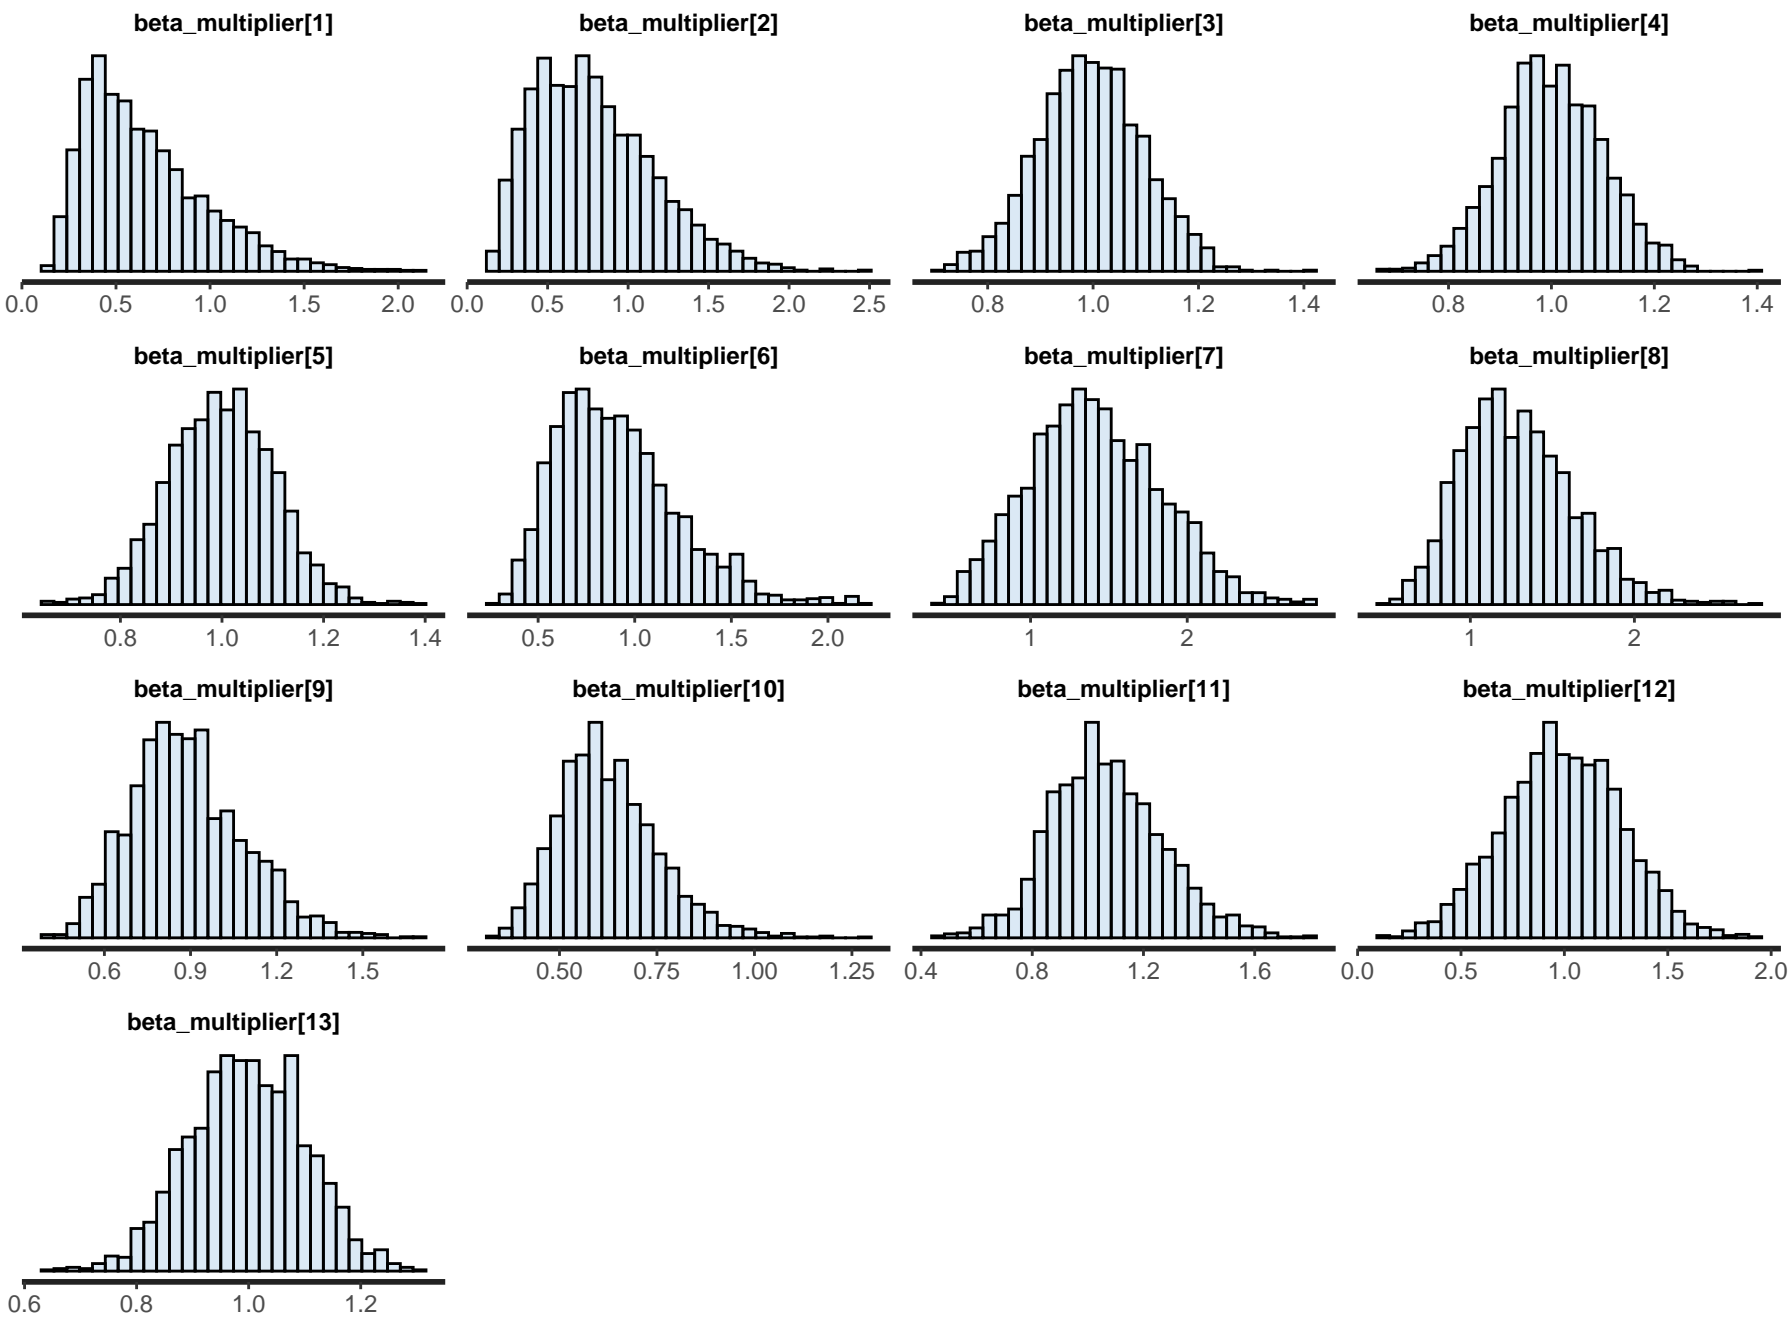 beta_multiplier[1] beta_multiplier[2] beta_multiplier[3] beta_multiplier[4]
0.0 0.5 1.0 1.5 2.0 0.0 0.5 1.0 1.5 2.0 2.5 0.8 1.0 1.2 1.4 0.8 1.0 1.2 1.4
beta_multiplier[5] beta_multiplier[6] beta_multiplier[7] beta_multiplier[8]
0.8 1.0 1.2 1.4 0.5 1.0 1.5 2.0 1 2 1 2
beta_multiplier[9] beta_multiplier[10] beta_multiplier[11] beta_multiplier[12]
0.6 0.9 1.2 1.5 0.50 0.75 1.00 1.25 0.4 0.8 1.2 1.6 0.0 0.5 1.0 1.5 2.0
beta_multiplier[13]
0.6 0.8 1.0 1.2